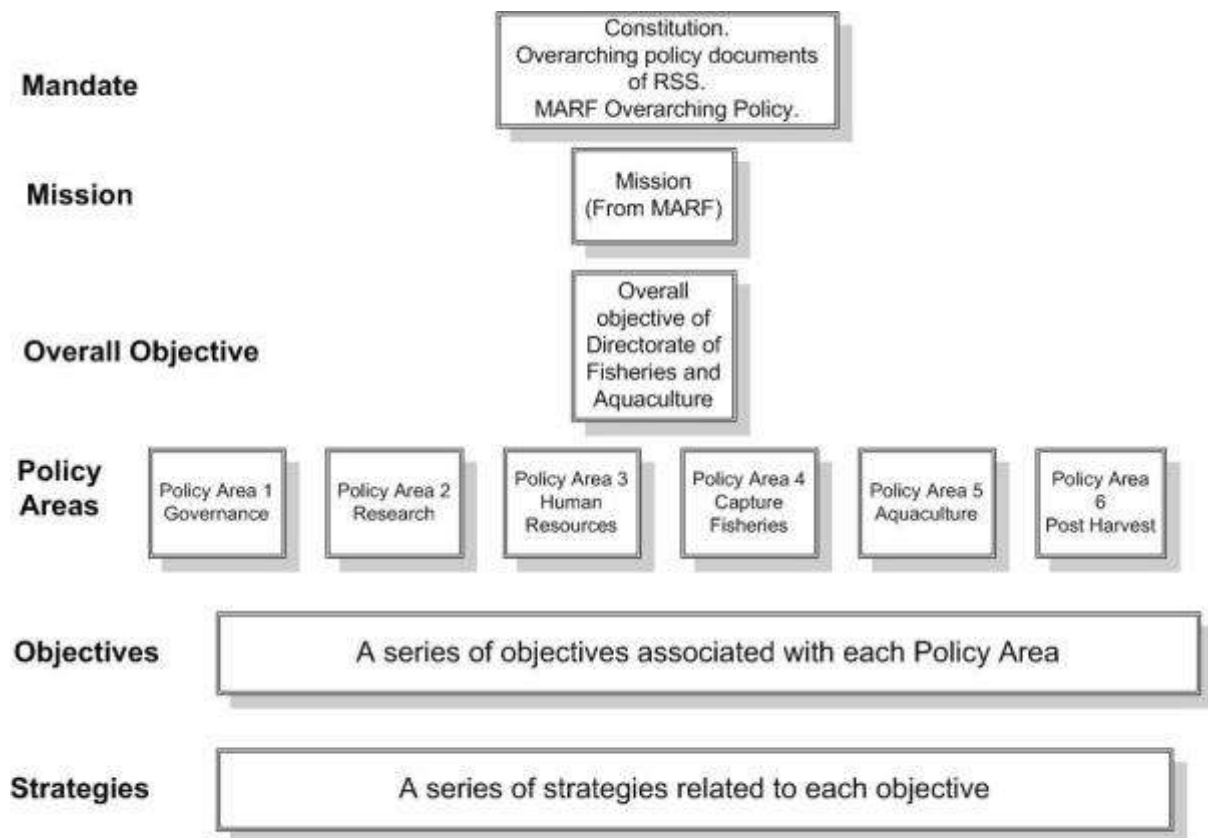 Mandate
Constitution.
Overarching policy documents
of RSS.
MARF Overarching Policy.
Mission
Mission
(From MARF)
Overall Objective
Overall
objective of
Directorate of
Fisheries and
Aquaculture
Policy
Areas
Policy Area 1
Governance
Policy Area 2
Research
Policy Area 3
Human
Resources
Policy Area 4
Capture
Fisheries
Policy Area 5
Aquaculture
Policy Area
6
Post Harvest
Objectives
A series of objectives associated with each Policy Area
Strategies
A series of strategies related to each objective